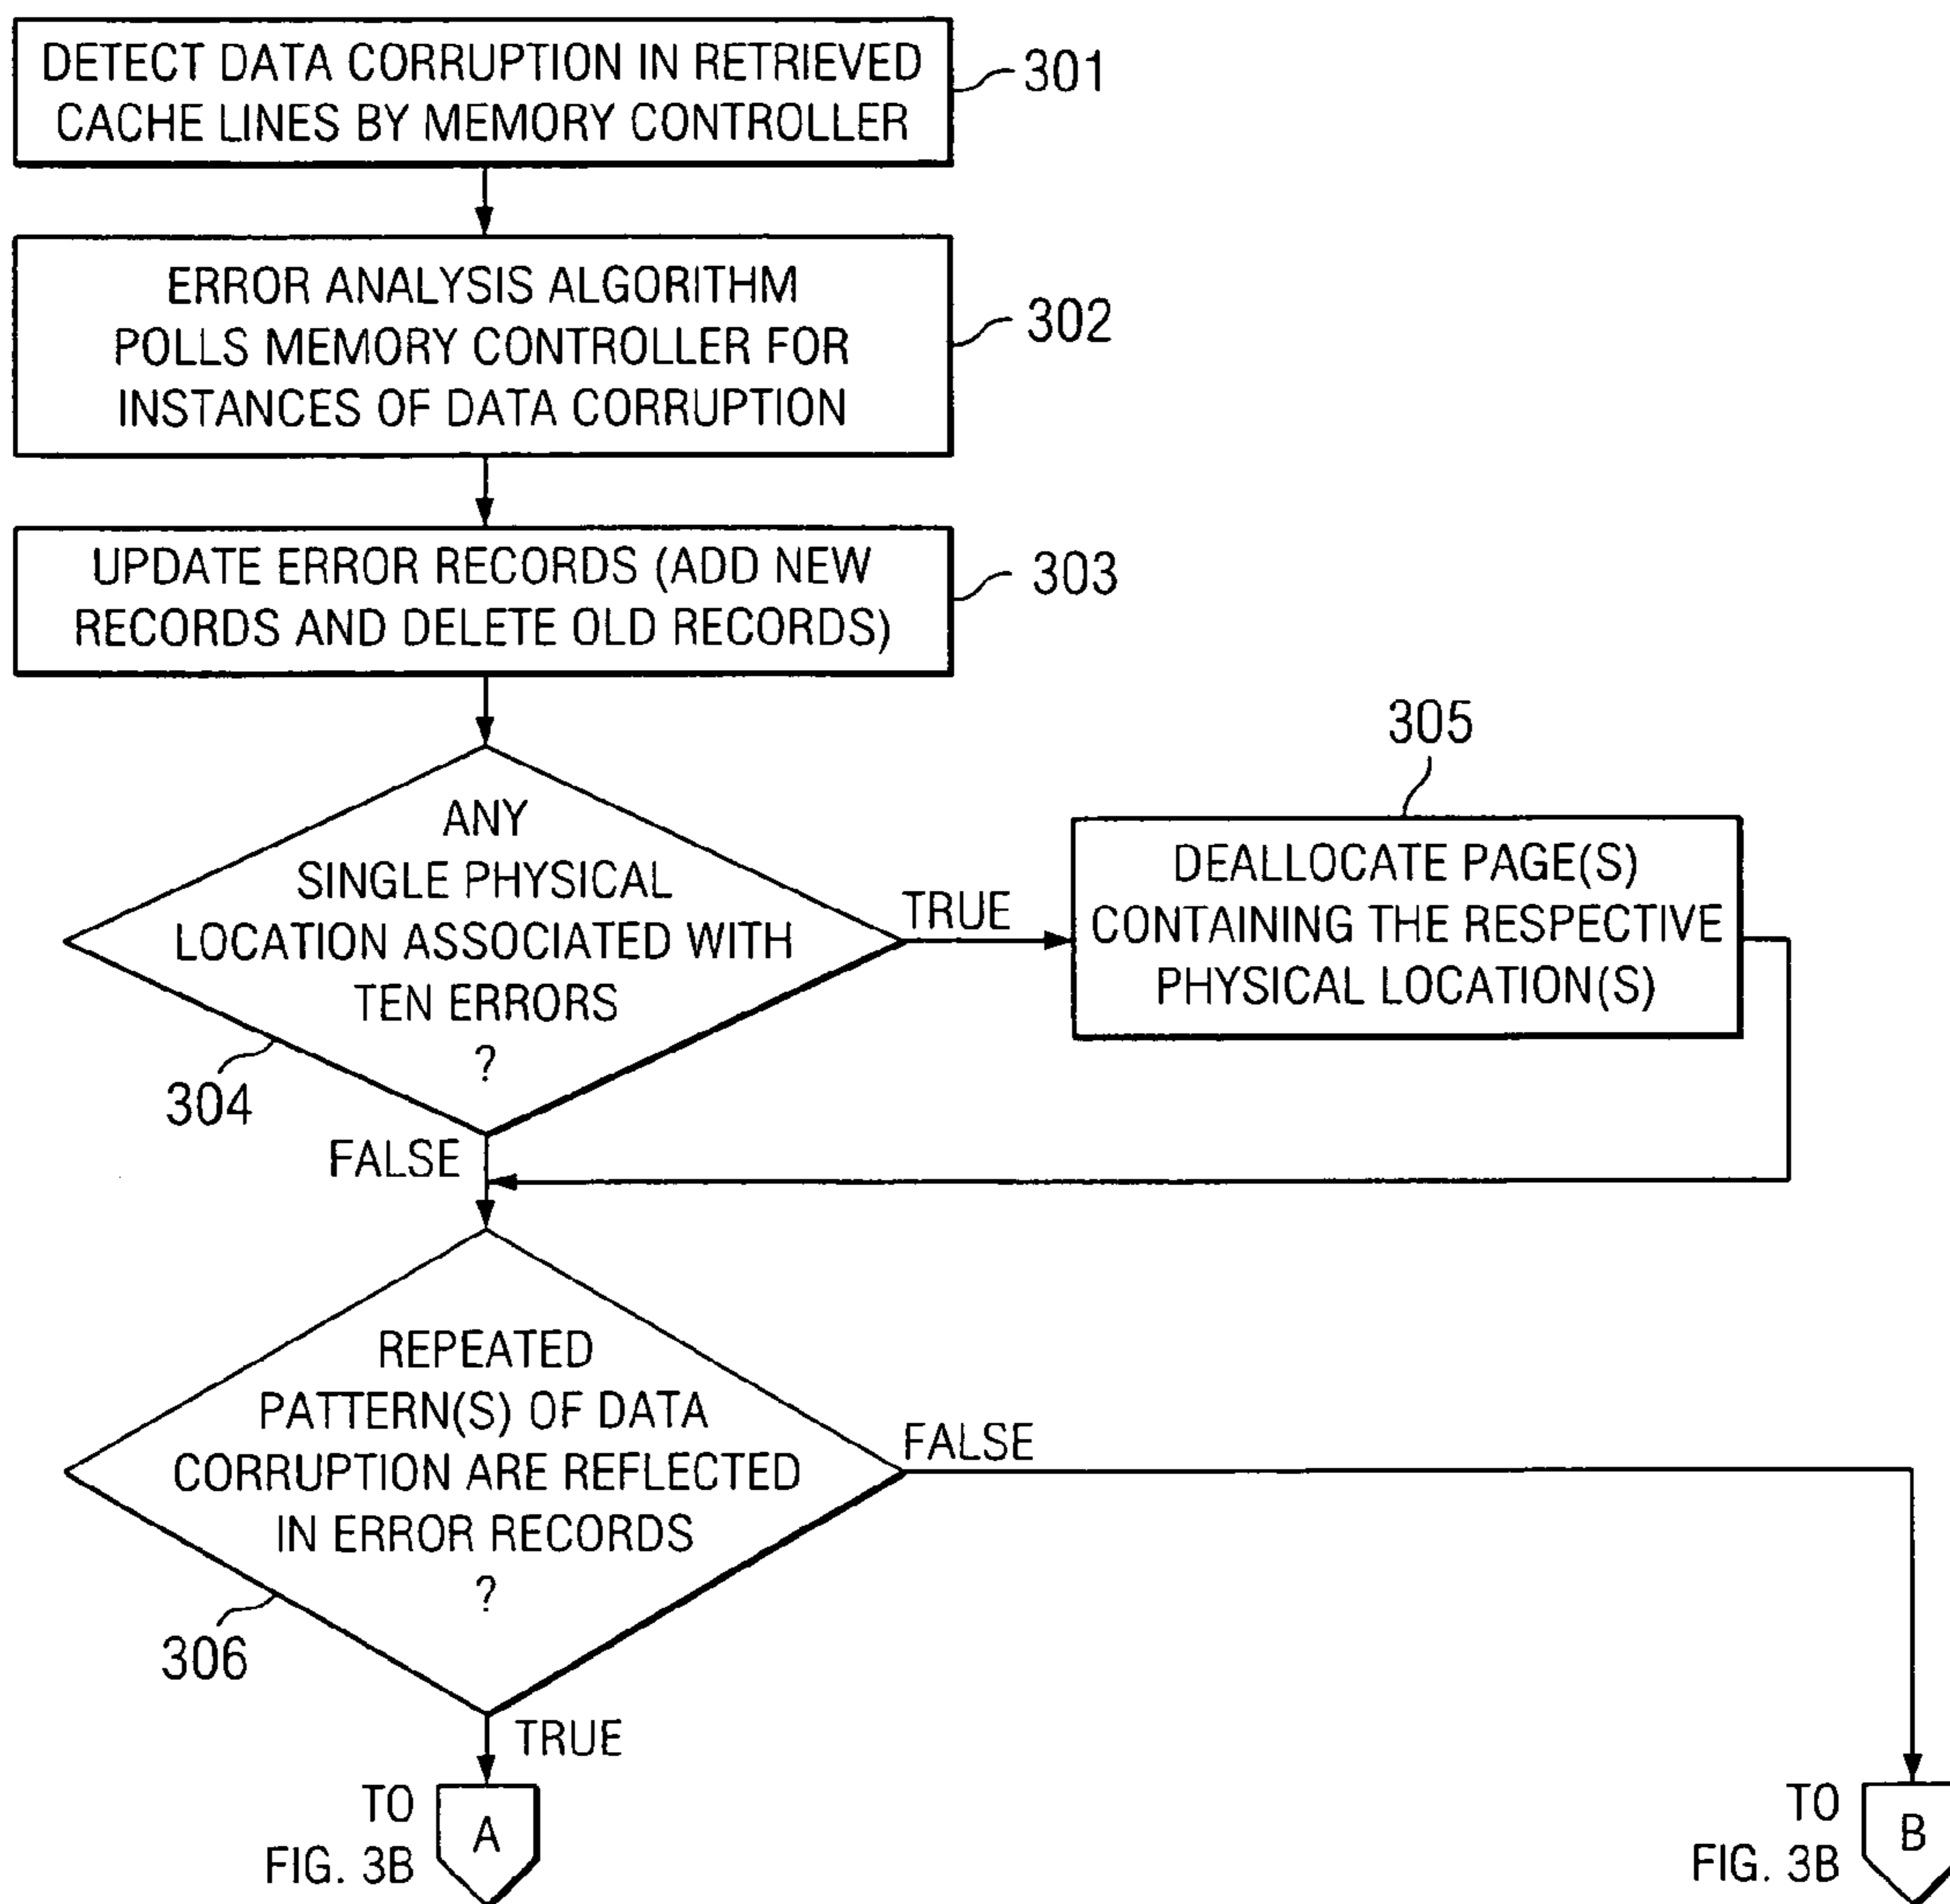 DETECT DATA CORRUPTION IN RETRIEVED
CACHE LINES BY MEMORY CONTROLLER
301
ERROR ANALYSIS ALGORITHM
POLLS MEMORY CONTROLLER FOR
INSTANCES OF DATA CORRUPTION
302
UPDATE ERROR RECORDS (ADD NEW
RECORDS AND DELETE OLD RECORDS)
303
ANY
SINGLE PHYSICAL
LOCATION ASSOCIATED WITH
TEN ERRORS
?
304
TRUE
305
DEALLOCATE PAGE(S)
CONTAINING THE RESPECTIVE
PHYSICAL LOCATION(S)
FALSE
REPEATED
PATTERN(S) OF DATA
CORRUPTION ARE REFLECTED
IN ERROR RECORDS
?
306
FALSE
TRUE
TO
FIG. 3B
A
TO
FIG. 3B
B